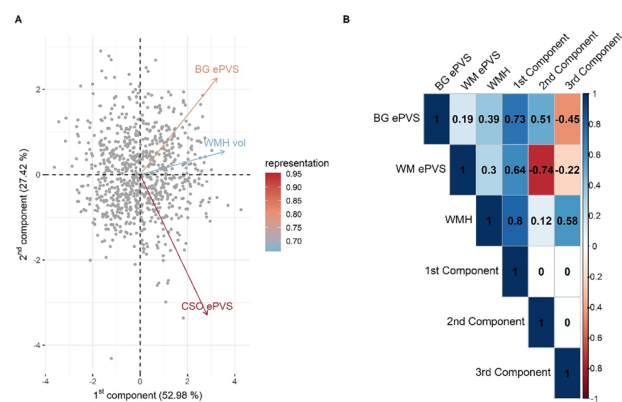 A
BG ePVS
WMH vol
CSO ePVS
2
0
-2
-4
-4
-2
0
2
4
2nd component (27.42 %)
1st component (52.98 %)
representation
0.95
0.90
0.85
0.80
0.75
0.70
B
BG ePVS
WM ePVS
WMH
1st Component
2nd Component
3rd Component
BG ePVS 1 0.19 0.39 0.73 0.51 -0.45
WM ePVS 1 0.3 0.64 -0.74 -0.22
WMH 1 0.8 0.12 0.58
1st Component 1 0 0
2nd Component 1 0
3rd Component 1
1
0.8
0.6
0.4
0.2
0
-0.2
-0.4
-0.6
-0.8
-1